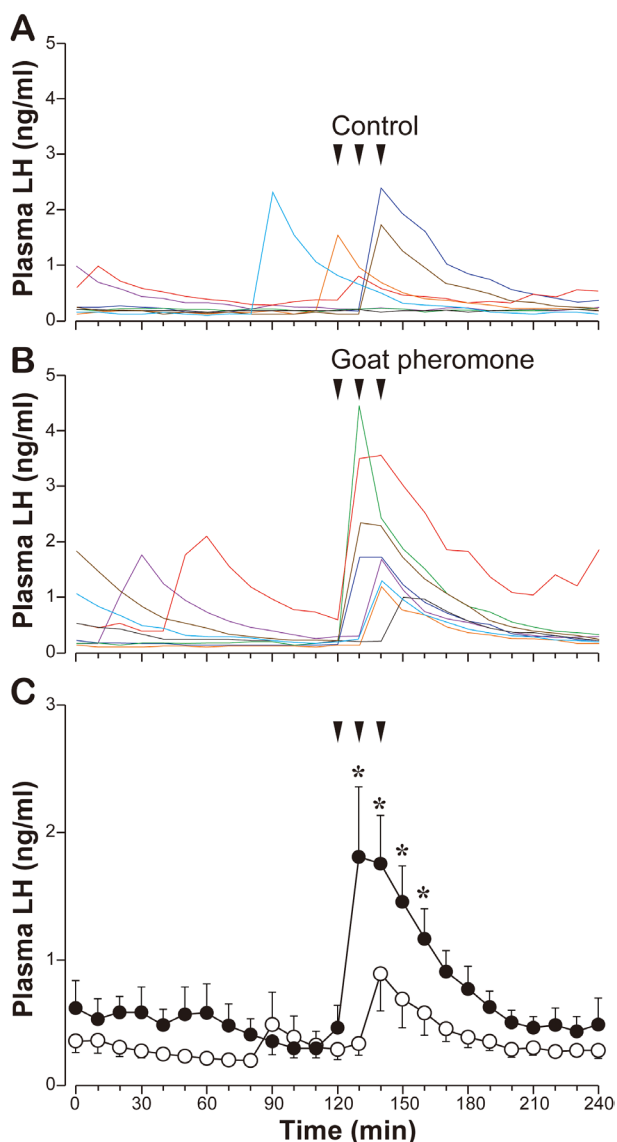 A
Plasma LH (ng/ml)
5
4
3
2
1
0
Control
B
Plasma LH (ng/ml)
5
4
3
2
1
0
Goat pheromone
C
Plasma LH (ng/ml)
3
2
1
0
*
*
*
*
0 30 60 90 120 150 180 210 240
Time (min)